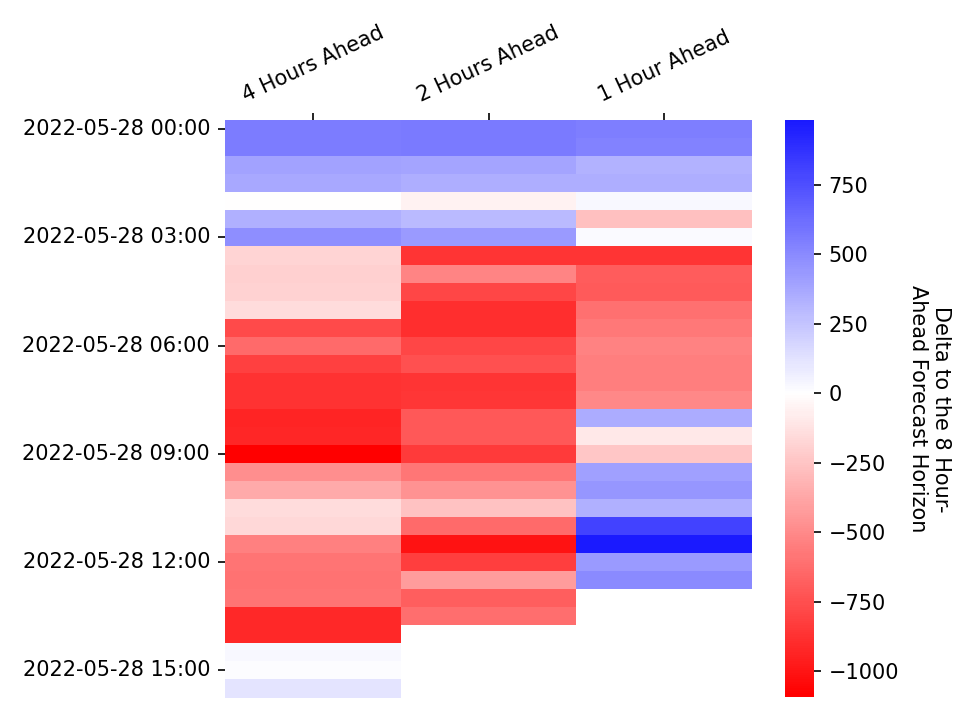 4 Hours Ahead
2 Hours Ahead
1 Hour Ahead
2022-05-28 00:00
2022-05-28 03:00
2022-05-28 06:00
2022-05-28 09:00
2022-05-28 12:00
2022-05-28 15:00
750
500
250
0
−250
−500
−750
−1000
Delta to the 8 Hour-
Ahead Forecast Horizon